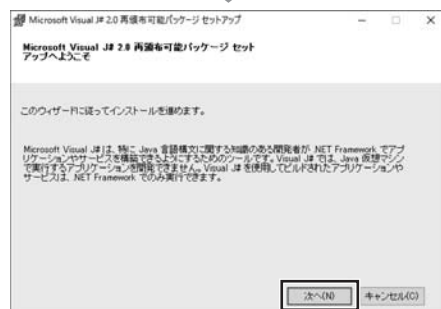 Microsoft Visual J# 2.0 再頒布可能パッケージ セットアップ
Microsoft Visual J# 2.0 再頒布可能パッケージ セット
アップへようこそ
このウィザードに従ってインストールを進めます。
Microsoft Visual J# は、特に Java 言語構文に関する知識のある開発者が .NET Framework でアプ
リケーションやサービスを構築できるようにするためのツールです。Visual J# では、Java 仮想マシン
で実行するアプリケーションを開発できません。Visual J# を使用してビルドされたアプリケーションや
サービスは、.NET Framework でのみ実行できます。
次へ(N)
キャンセル(C)